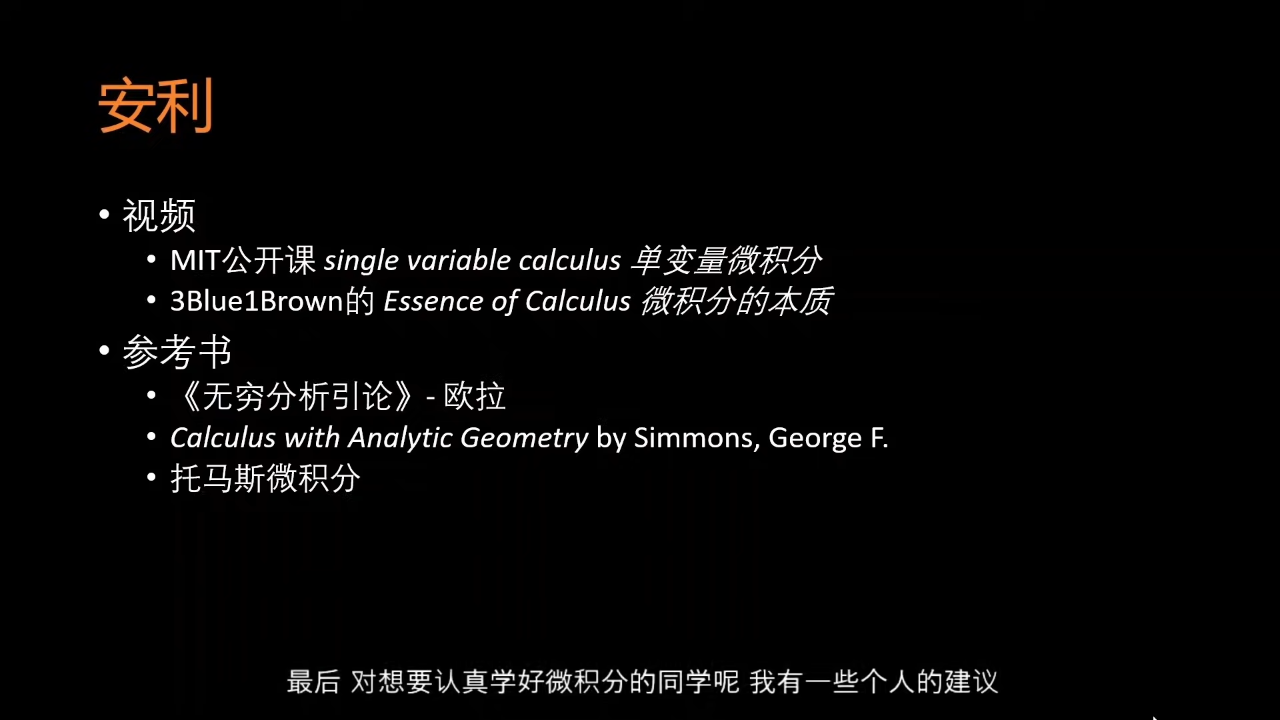 安利
• 视频
• MIT公开课 single variable calculus 单变量微积分
• 3Blue1Brown的 Essence of Calculus 微积分的本质
• 参考书
• 《无穷分析引论》- 欧拉
• Calculus with Analytic Geometry by Simmons, George F.
• 托马斯微积分
最后 对想要认真学好微积分的同学呢 我有一些个人的建议